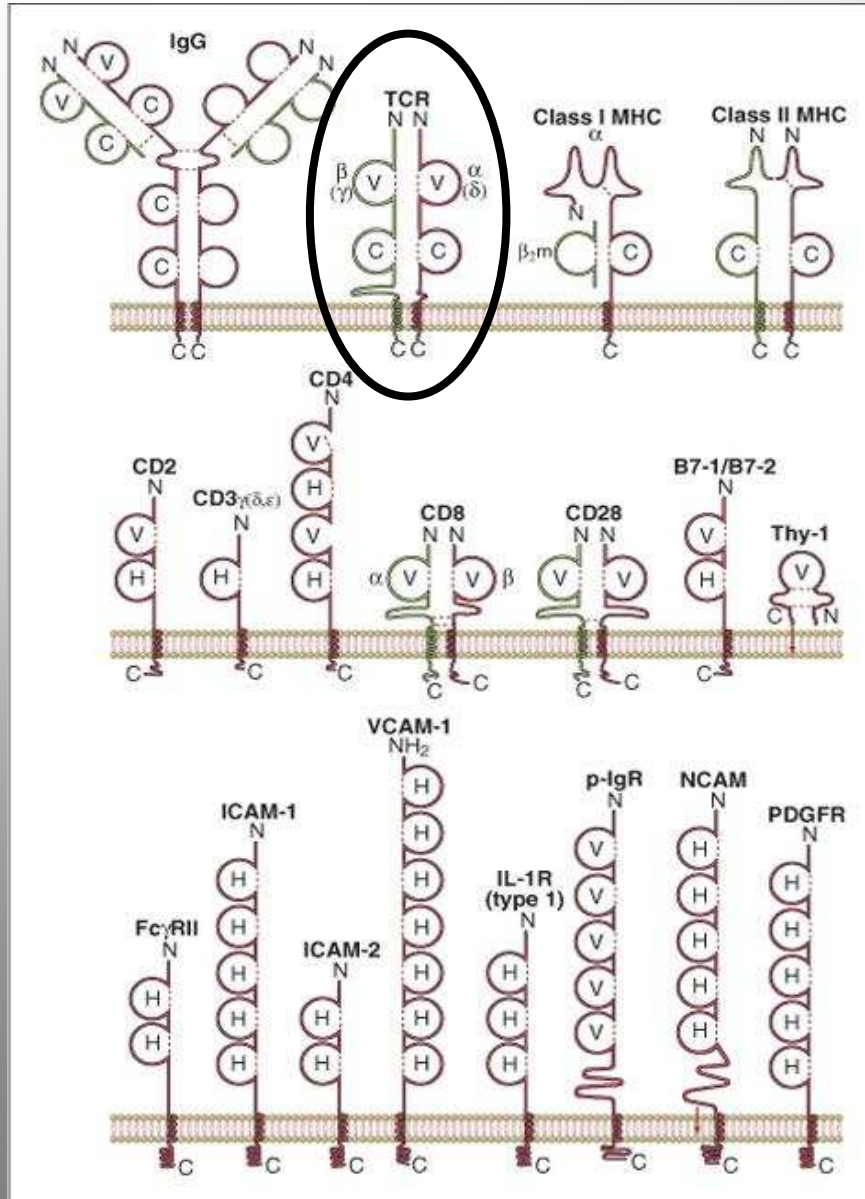 IgG
N N N N
V V
C C
C
C
C C
TCR
N N
β (γ) V V α (δ)
C C
C C
Class I MHC
α
N
β2m C
C
Class II MHC
N N
C C
C C
CD2
N
V
H
C
CD3γ(δ,ε)
N
H
C
CD4
N
V
H
V
H
C
CD8
N N
α V V β
C C
CD28
N N
V V
C C
B7-1/B7-2
N
V
H
C
Thy-1
V
C N
FcγRII
N
H
H
C
ICAM-1
N
H
H
H
H
H
C
ICAM-2
N
H
H
C
VCAM-1
NH2
H
H
H
H
H
H
H
C
IL-1R
(type 1)
N
H
H
H
C
p-IgR
N
V
V
V
V
V
C
NCAM
N
H
H
H
H
H
C
PDGFR
N
H
H
H
H
H
C